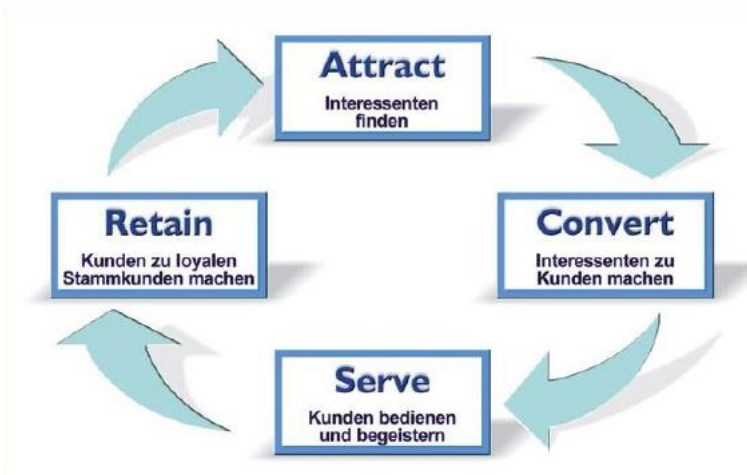 Attract
Interessenten
finden
Retain
Kunden zu loyalen
Stammkunden machen
Convert
Interessenten zu
Kunden machen
Serve
Kunden bedienen
und begeistern